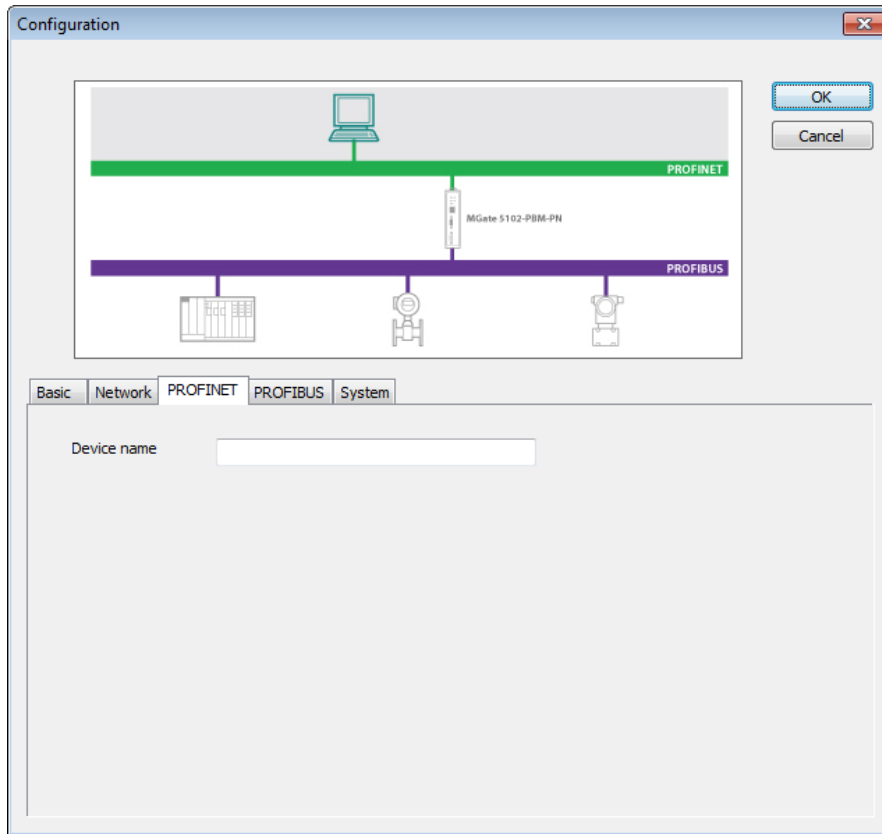 Configuration
OK
Cancel
PROFINET
MGate 5102-PBM-PN
PROFIBUS
Basic Network PROFINET PROFIBUS System
Device name